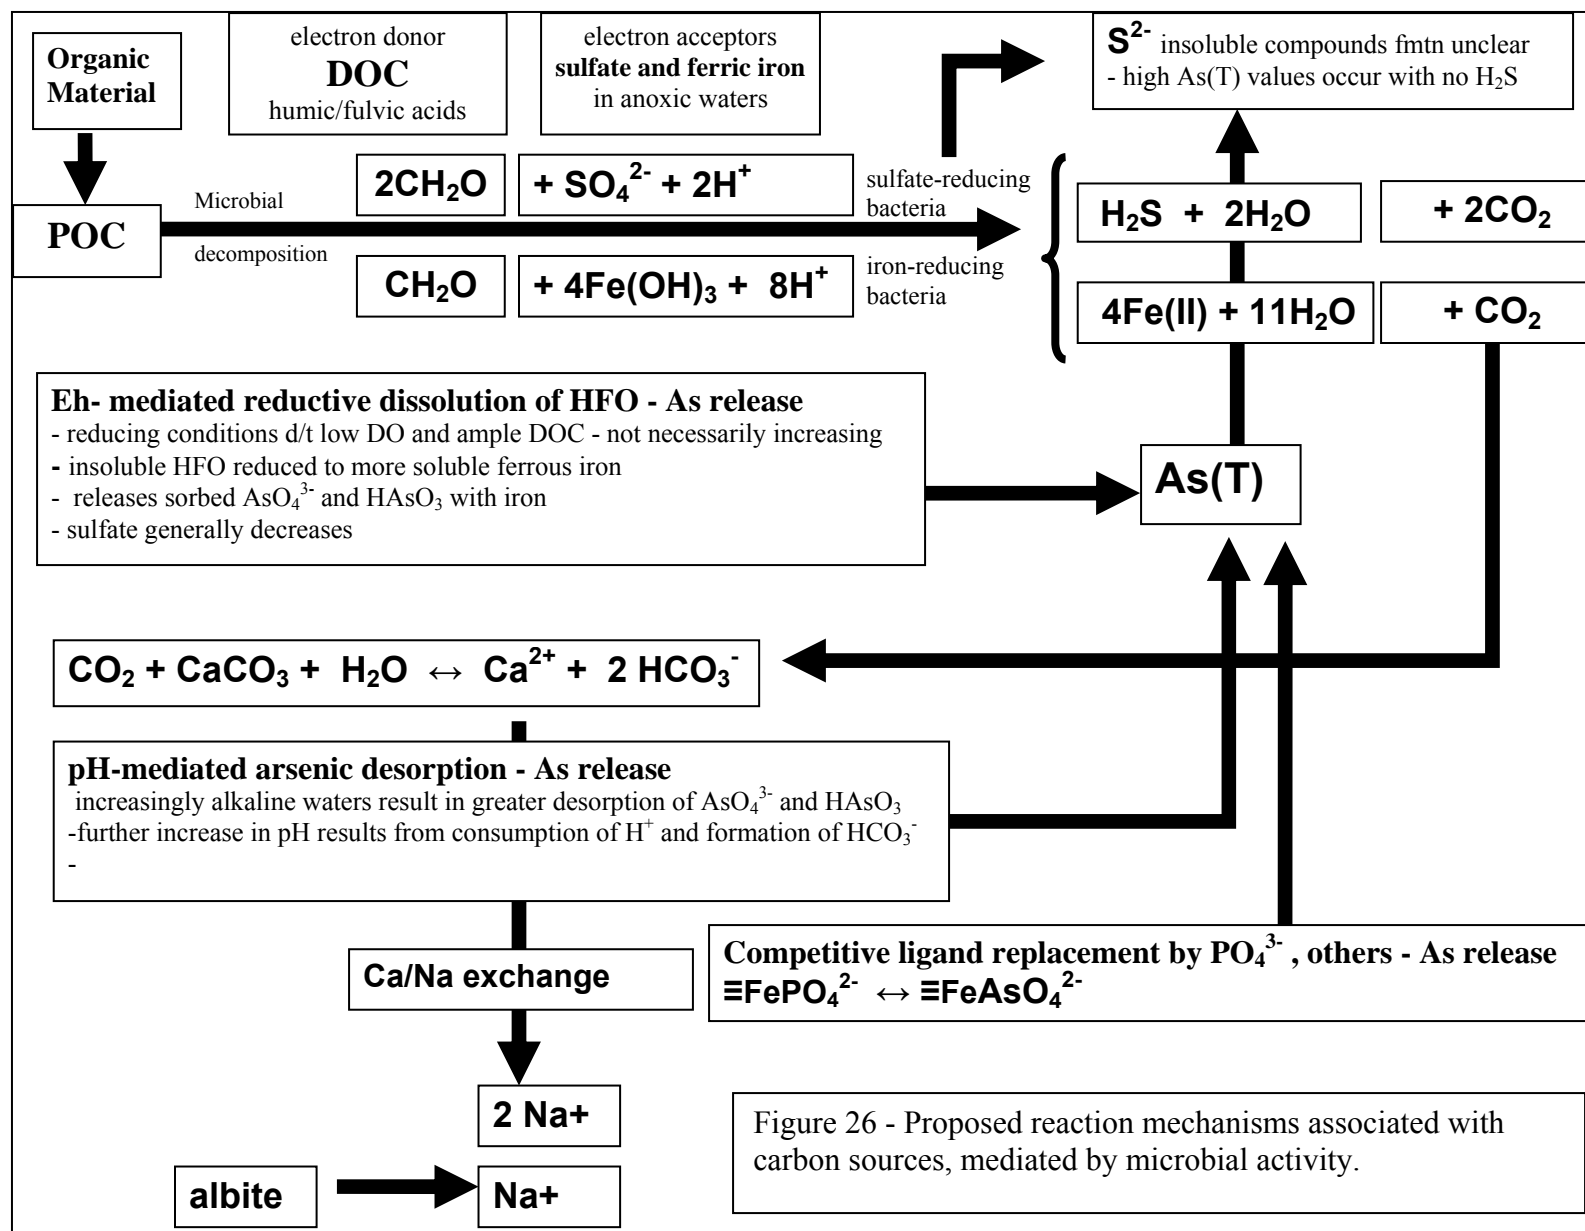 Organic
Material
electron donor
DOC
humic/fulvic acids
electron acceptors
sulfate and ferric iron
in anoxic waters
S²⁻ insoluble compounds fmtn unclear
- high As(T) values occur with no H₂S
POC
Microbial
decomposition
2CH₂O
+ SO₄²⁻ + 2H⁺
sulfate-reducing
bacteria
H₂S + 2H₂O
+ 2CO₂
CH₂O
+ 4Fe(OH)₃ + 8H⁺
iron-reducing
bacteria
4Fe(II) + 11H₂O
+ CO₂
Eh- mediated reductive dissolution of HFO - As release
- reducing conditions d/t low DO and ample DOC - not necessarily increasing
- insoluble HFO reduced to more soluble ferrous iron
- releases sorbed AsO₄³⁻ and HAsO₃ with iron
- sulfate generally decreases
As(T)
CO₂ + CaCO₃ + H₂O ↔ Ca²⁺ + 2 HCO₃⁻
pH-mediated arsenic desorption - As release
increasingly alkaline waters result in greater desorption of AsO₄³⁻ and HAsO₃
-further increase in pH results from consumption of H⁺ and formation of HCO₃⁻
-
Ca/Na exchange
Competitive ligand replacement by PO₄³⁻ , others - As release
≡FePO₄²⁻ ↔ ≡FeAsO₄²⁻
2 Na+
albite
Na+
Figure 26 - Proposed reaction mechanisms associated with
carbon sources, mediated by microbial activity.